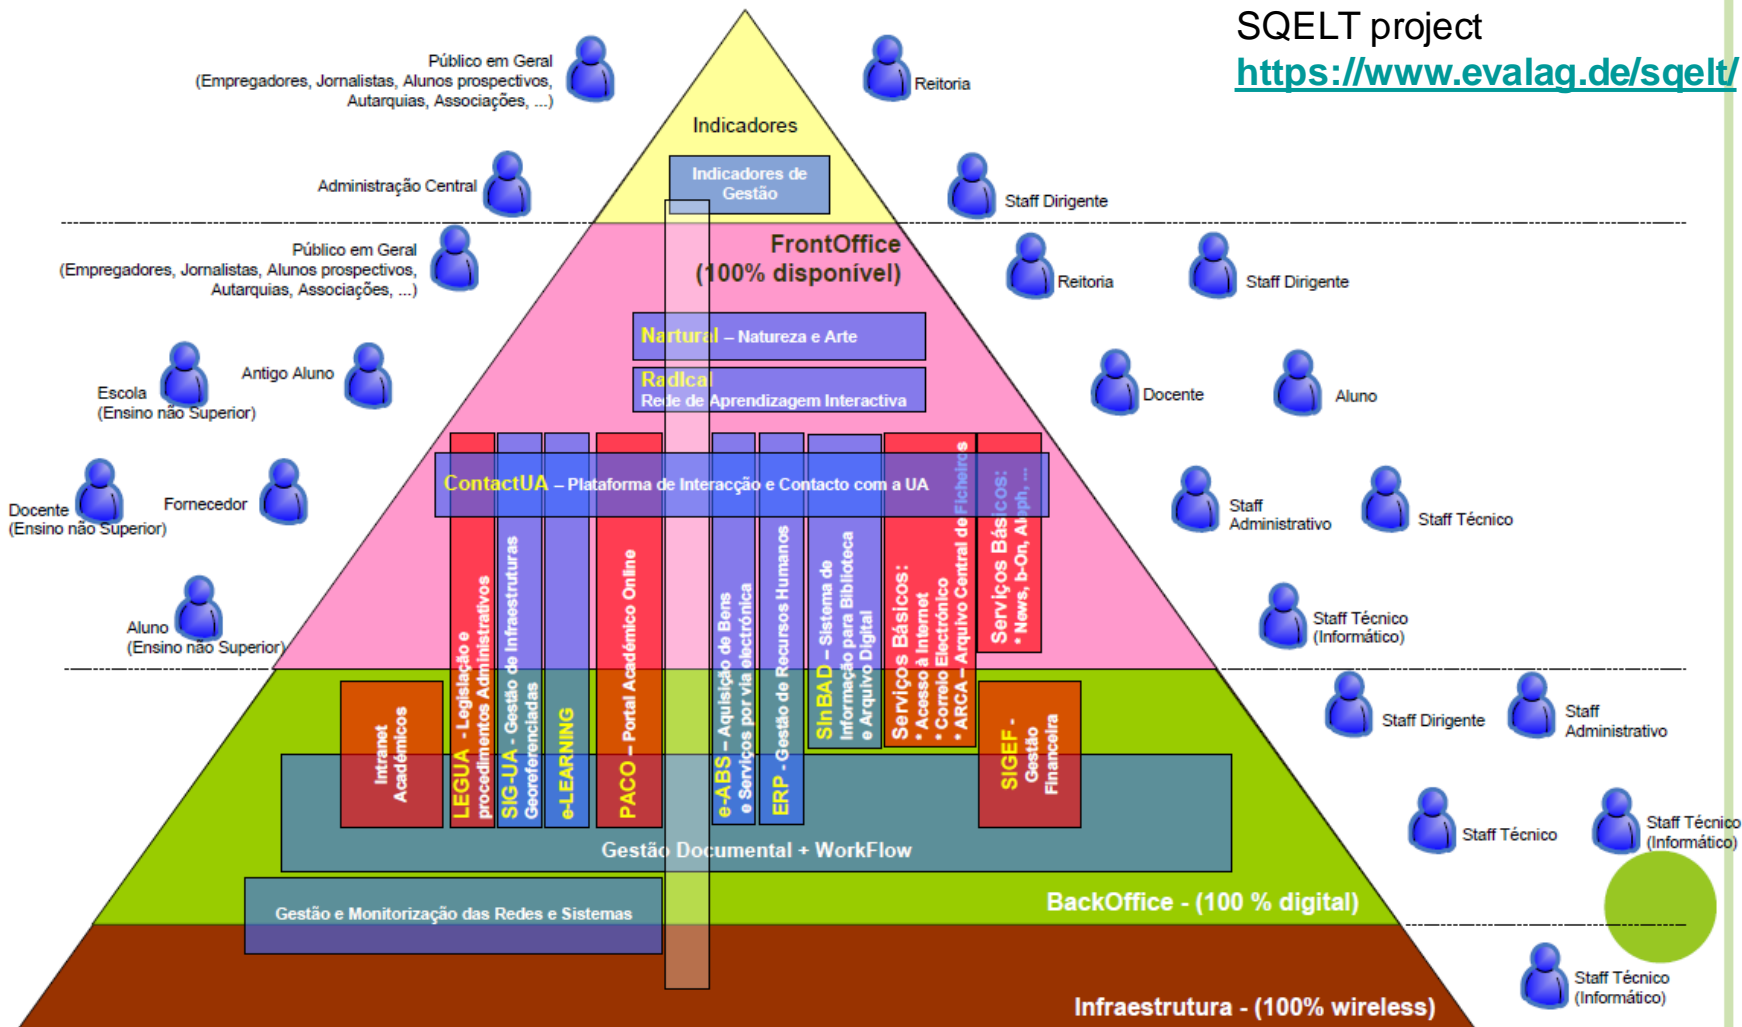 SQELT project
https://www.evalag.de/sqelt/
Público em Geral
(Empregadores, Jornalistas, Alunos prospectivos,
Autarquias, Associações, ...)
Reitoria
Indicadores
Indicadores de
Gestão
Administração Central
Staff Dirigente
Público em Geral
(Empregadores, Jornalistas, Alunos prospectivos,
Autarquias, Associações, ...)
FrontOffice
(100% disponível)
Reitoria
Staff Dirigente
Nartural – Natureza e Arte
RadIcal
Rede de Aprendizagem Interactiva
Escola
(Ensino não Superior)
Antigo Aluno
Docente
Aluno
ContactUA – Plataforma de Interacção e Contacto com a UA
Docente
(Ensino não Superior)
Fornecedor
Staff
Administrativo
Staff Técnico
Aluno
(Ensino não Superior)
Staff Técnico
(Informático)
Intranet
Académicos
LEGUA - Legislação e
procedimentos Administrativos
SIG-UA - Gestão de Infraestruturas
Georeferenciadas
e-LEARNING
PACO – Portal Académico Online
e-ABS – Aquisição de Bens
e Serviços por via electrónica
ERP - Gestão de Recursos Humanos
SInBAD – Sistema de
Informação para Biblioteca
e Arquivo Digital
Serviços Básicos:
* Acesso à Internet
* Correio Electrónico
* ARCA – Arquivo Central de Ficheiros
Serviços Básicos:
* News, b-On, Aleph, ...
SIGEF -
Gestão
Financeira
Staff Dirigente
Staff
Administrativo
Staff Técnico
Staff Técnico
(Informático)
Gestão Documental + WorkFlow
BackOffice - (100 % digital)
Gestão e Monitorização das Redes e Sistemas
Staff Técnico
(Informático)
Infraestrutura - (100% wireless)